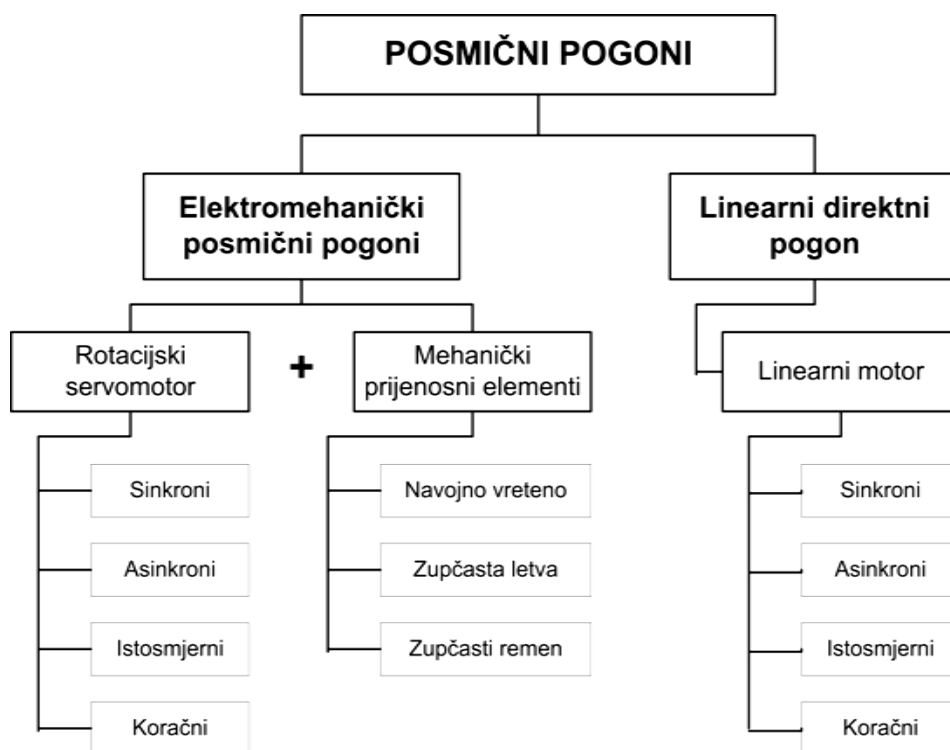 POSMIČNI POGONI
Elektromehanički
posmični pogoni
Linearni direktni
pogon
Rotacijski
servomotor
+
Mehanički
prijenosni elementi
Linearni motor
Sinkroni
Asinkroni
Istosmjerni
Koračni
Navojno vreteno
Zupčasta letva
Zupčasti remen
Sinkroni
Asinkroni
Istosmjerni
Koračni